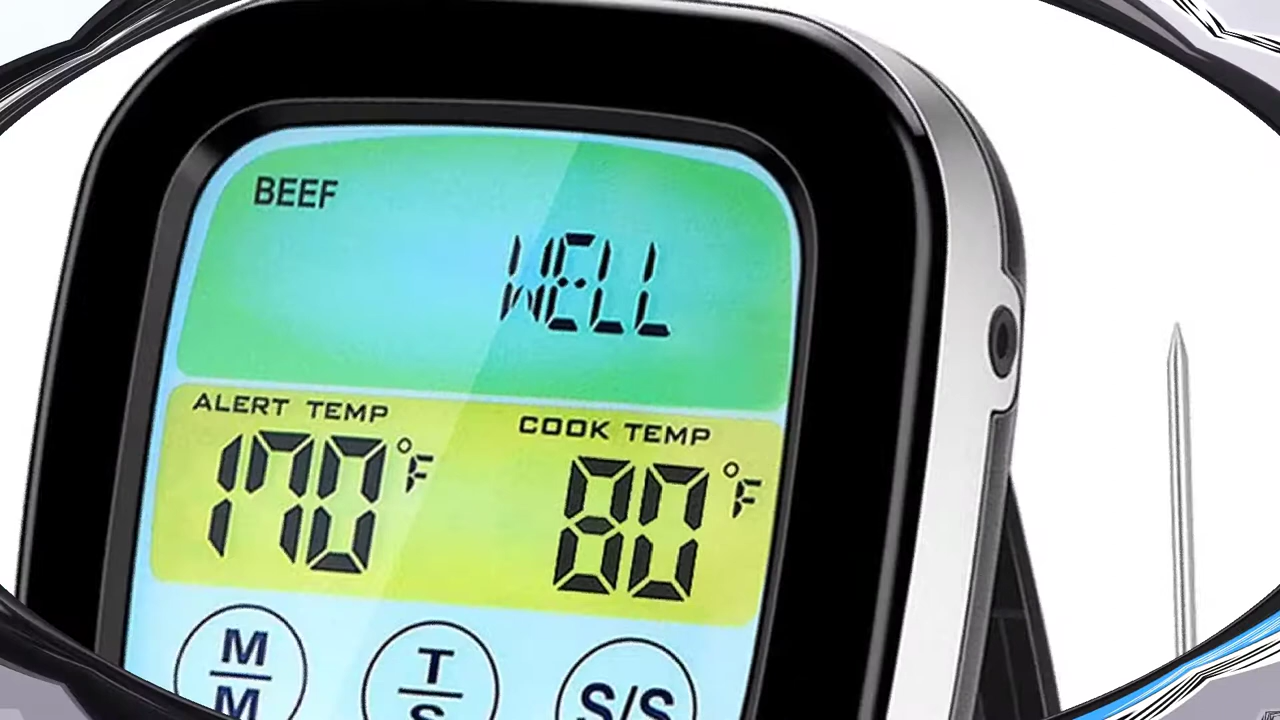 BEEF
WELL
ALERT TEMP COOK TEMP
170°F 80°F
M T S/S
M S